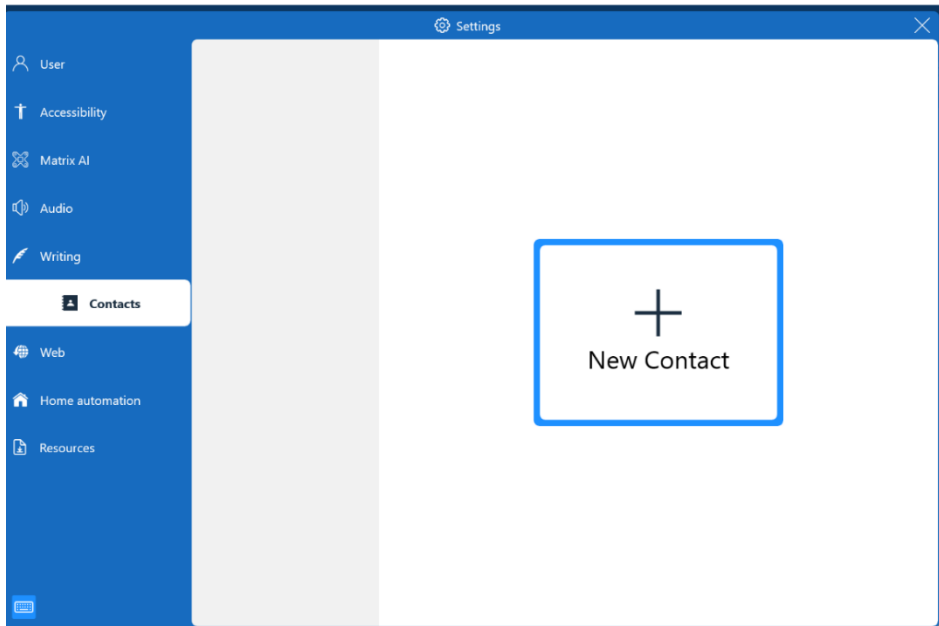 Settings
User
Accessibility
Matrix AI
Audio
Writing
Contacts
Web
Home automation
Resources
New Contact